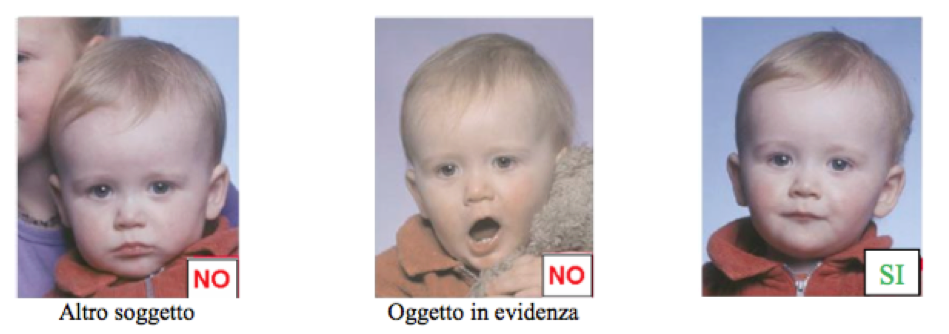 NO
NO
SI
Altro soggetto
Oggetto in evidenza